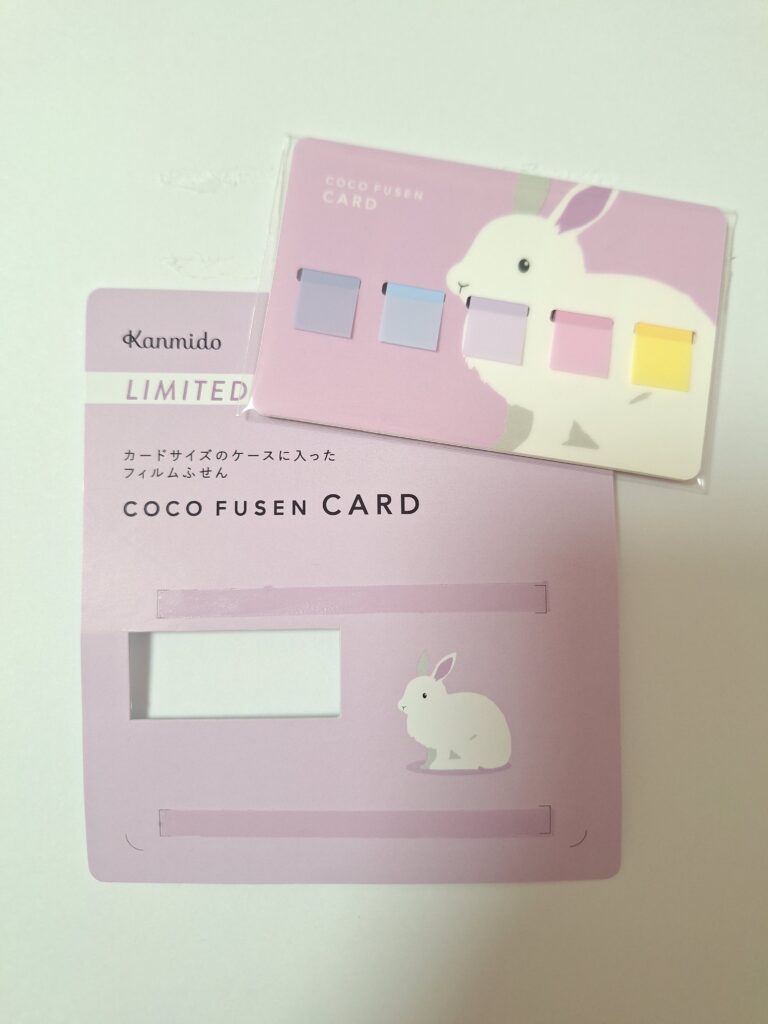 COCO FUSEN
CARD
Kanmido
LIMITED
カードサイズのケースに入った
フィルムふせん
COCO FUSEN CARD